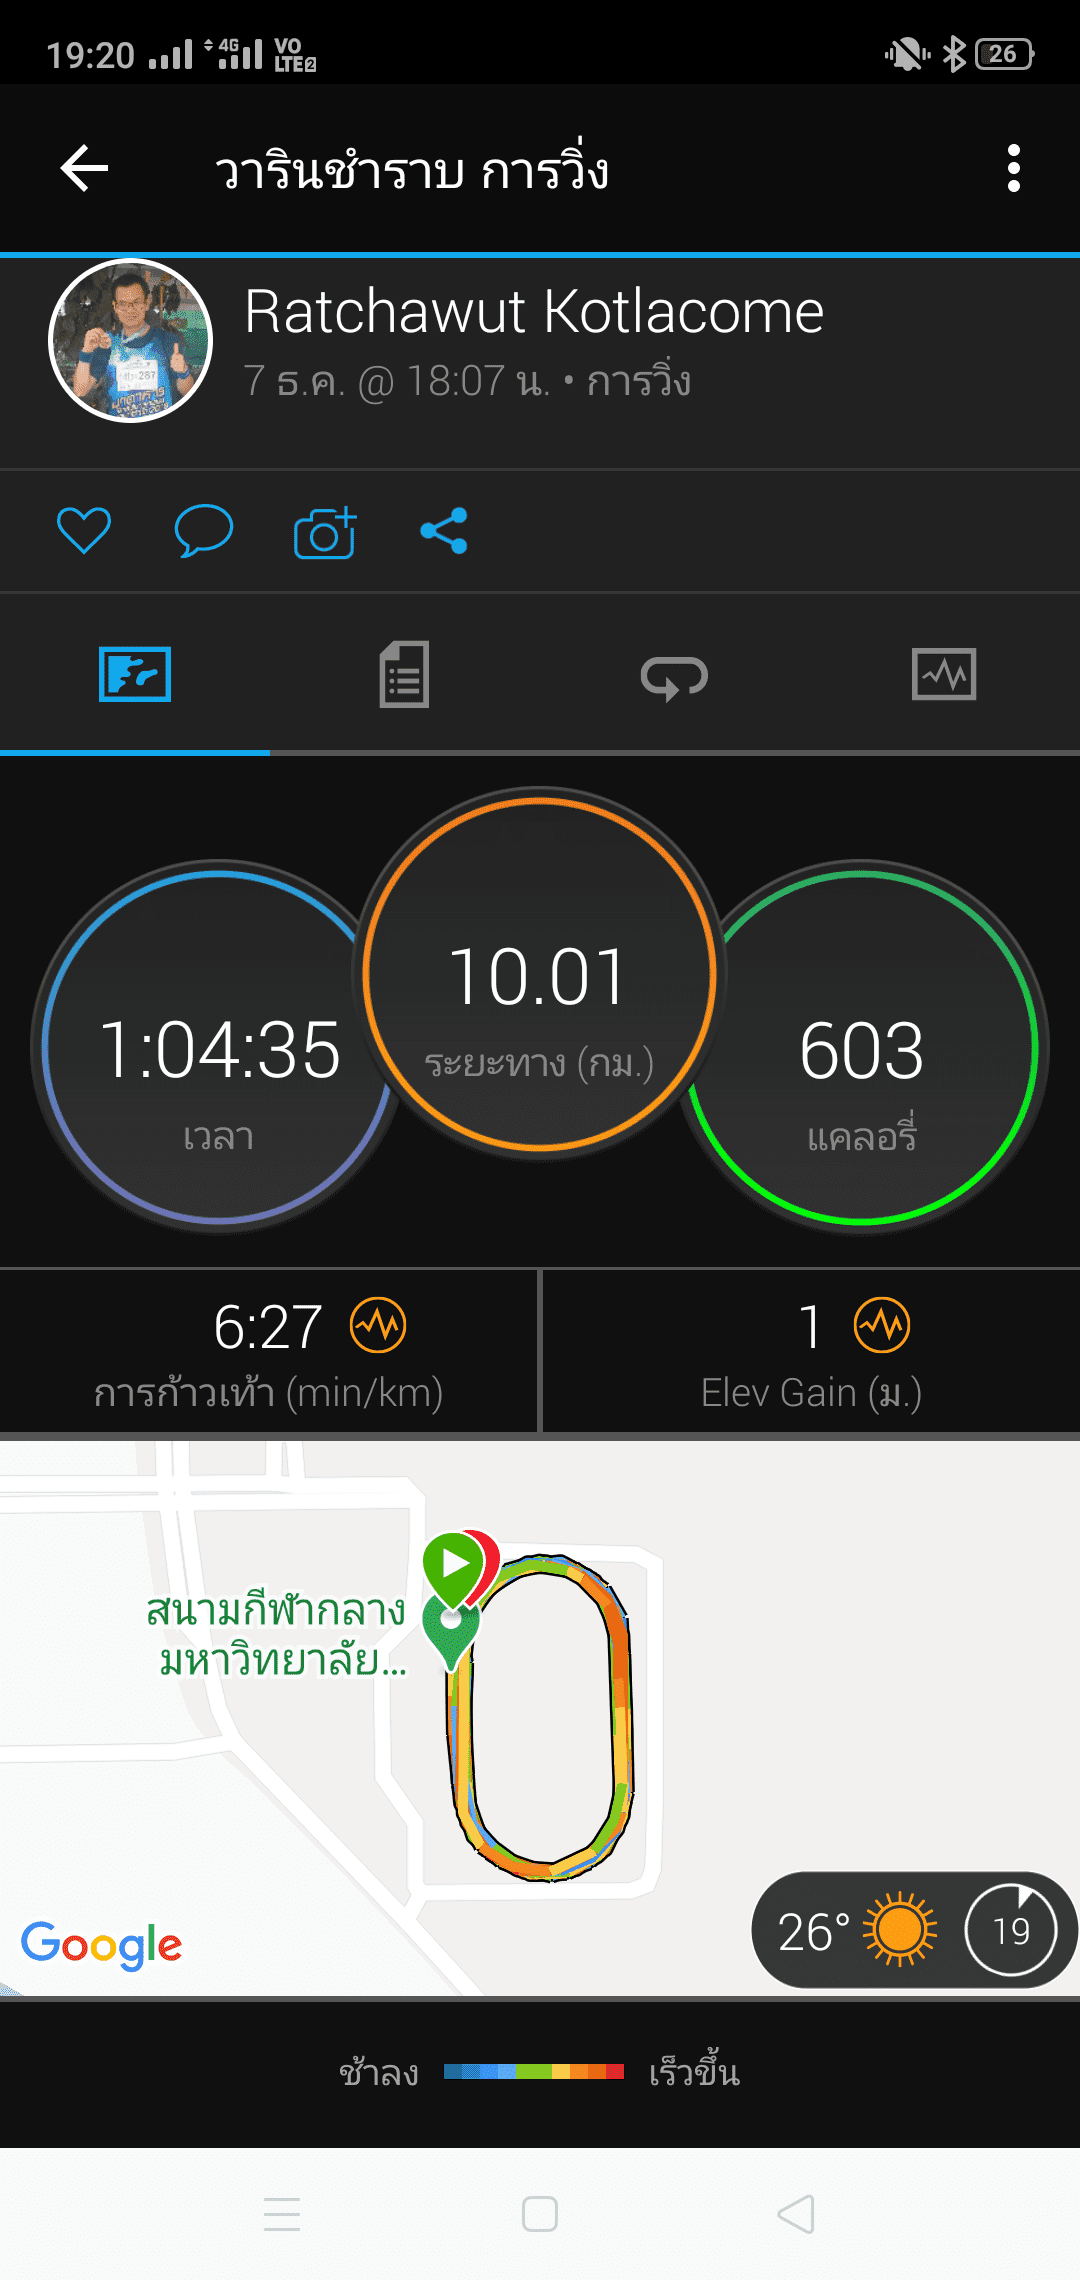 19:20 4G VO LTE2 26
วารินชำราบ การวิ่ง
Ratchawut Kotlacome
7 ธ.ค. @ 18:07 น. • การวิ่ง
10.01
ระยะทาง (กม.)
1:04:35
เวลา
603
แคลอรี่
6:27
การก้าวเท้า (min/km)
1
Elev Gain (ม.)
สนามกีฬากลาง
มหาวิทยาลัย...
Google
26° 19
ช้าลง เร็วขึ้น